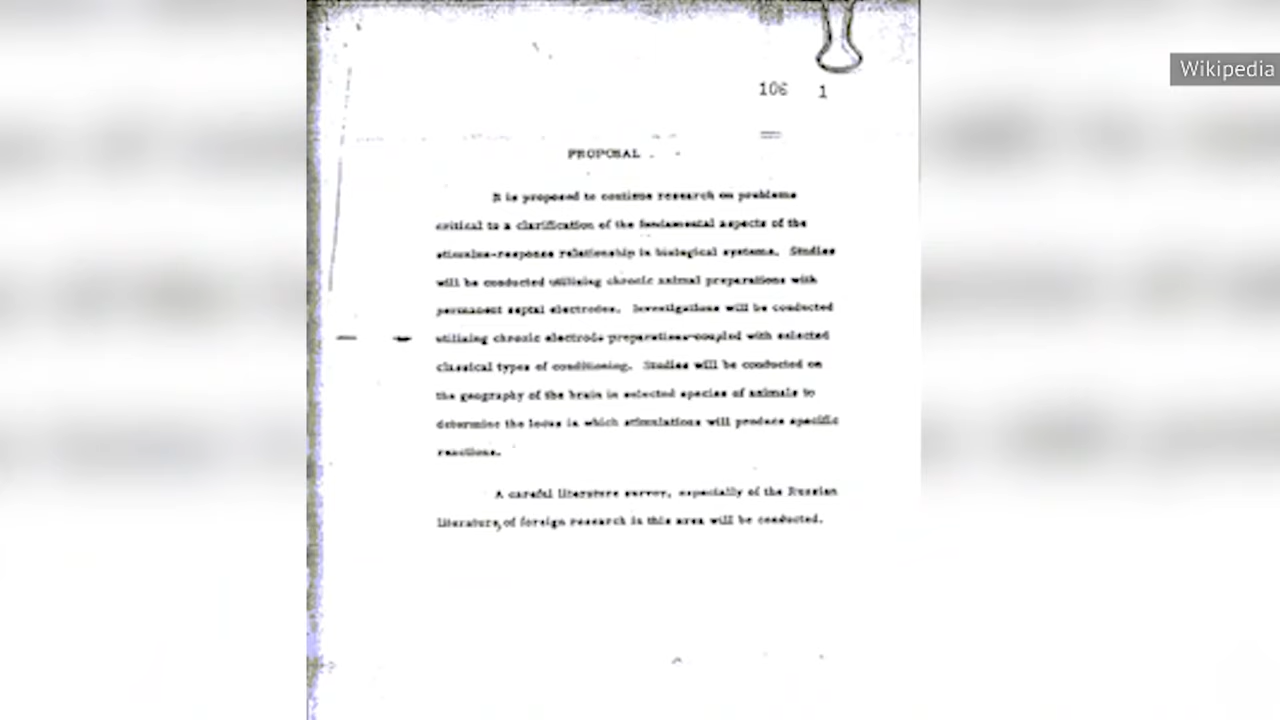 Wikipedia
106 1
PROPOSAL
It is proposed to continue research on problems
critical to a clarification of the fundamental aspects of the
stimulus-response relationship in biological systems. Studies
will be conducted utilizing chronic animal preparations with
permanent septal electrodes. Investigations will be conducted
utilizing chronic electrode preparations coupled with selected
classical types of conditioning. Studies will be conducted on
the geography of the brain in selected species of animals to
determine the locus in which stimulations will produce specific
reactions.
A careful literature survey, especially of the Russian
literature, of foreign research in this area will be conducted.